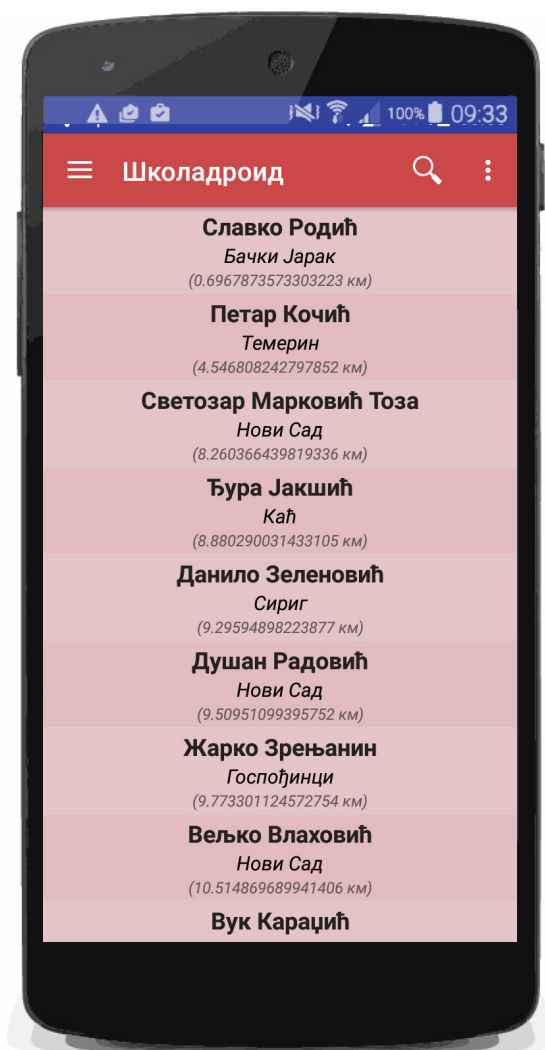 100% 09:33
Школадроид
Славко Родић
Бачки Јарак
(0.6967873573303223 км)
Петар Кочић
Темерин
(4.546808242797852 км)
Светозар Марковић Тоза
Нови Сад
(8.260366439819336 км)
Ђура Јакшић
Каћ
(8.880290031433105 км)
Данило Зеленовић
Сириг
(9.29594898223877 км)
Душан Радовић
Нови Сад
(9.50951099395752 км)
Жарко Зрењанин
Госпођинци
(9.773301124572754 км)
Вељко Влаховић
Нови Сад
(10.514869689941406 км)
Вук Караџић